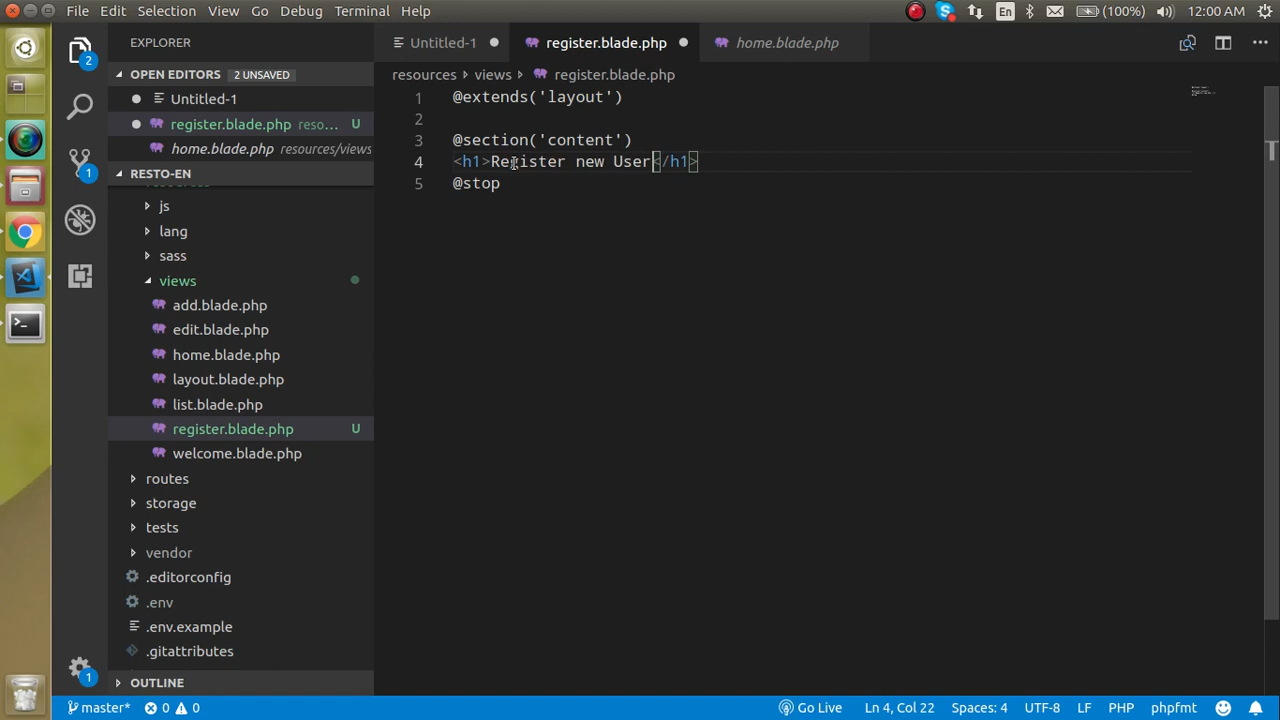 File Edit Selection View Go Debug Terminal Help
En (100%) 12:00 AM
EXPLORER
2
1
1
OPEN EDITORS 2 UNSAVED
Untitled-1
register.blade.php reso... U
home.blade.php resources/views
RESTO-EN
js
lang
sass
views
add.blade.php
edit.blade.php
home.blade.php
layout.blade.php
list.blade.php
register.blade.php U
welcome.blade.php
routes
storage
tests
vendor
.editorconfig
.env
.env.example
.gitattributes
OUTLINE
Untitled-1 register.blade.php home.blade.php
resources views register.blade.php
1 @extends('layout')
2
3 @section('content')
4 <h1>Register new User</h1>
5 @stop
master* 0 0 Go Live Ln 4, Col 22 Spaces: 4 UTF-8 LF PHP phpfmt